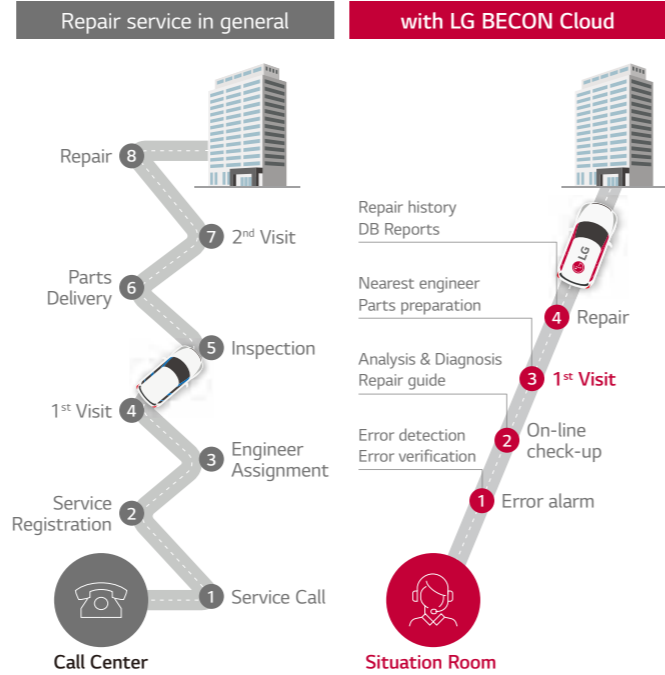 Repair service in general
Repair
8
7
2nd Visit
Parts
Delivery
6
5
Inspection
1st Visit
4
3
Engineer
Assignment
Service
Registration
2
1
Service Call
Call Center
with LG BECON Cloud
Repair history
DB Reports
LG
Nearest engineer
Parts preparation
4
Repair
Analysis & Diagnosis
Repair guide
3
1st Visit
Error detection
Error verification
2
On-line
check-up
1
Error alarm
Situation Room